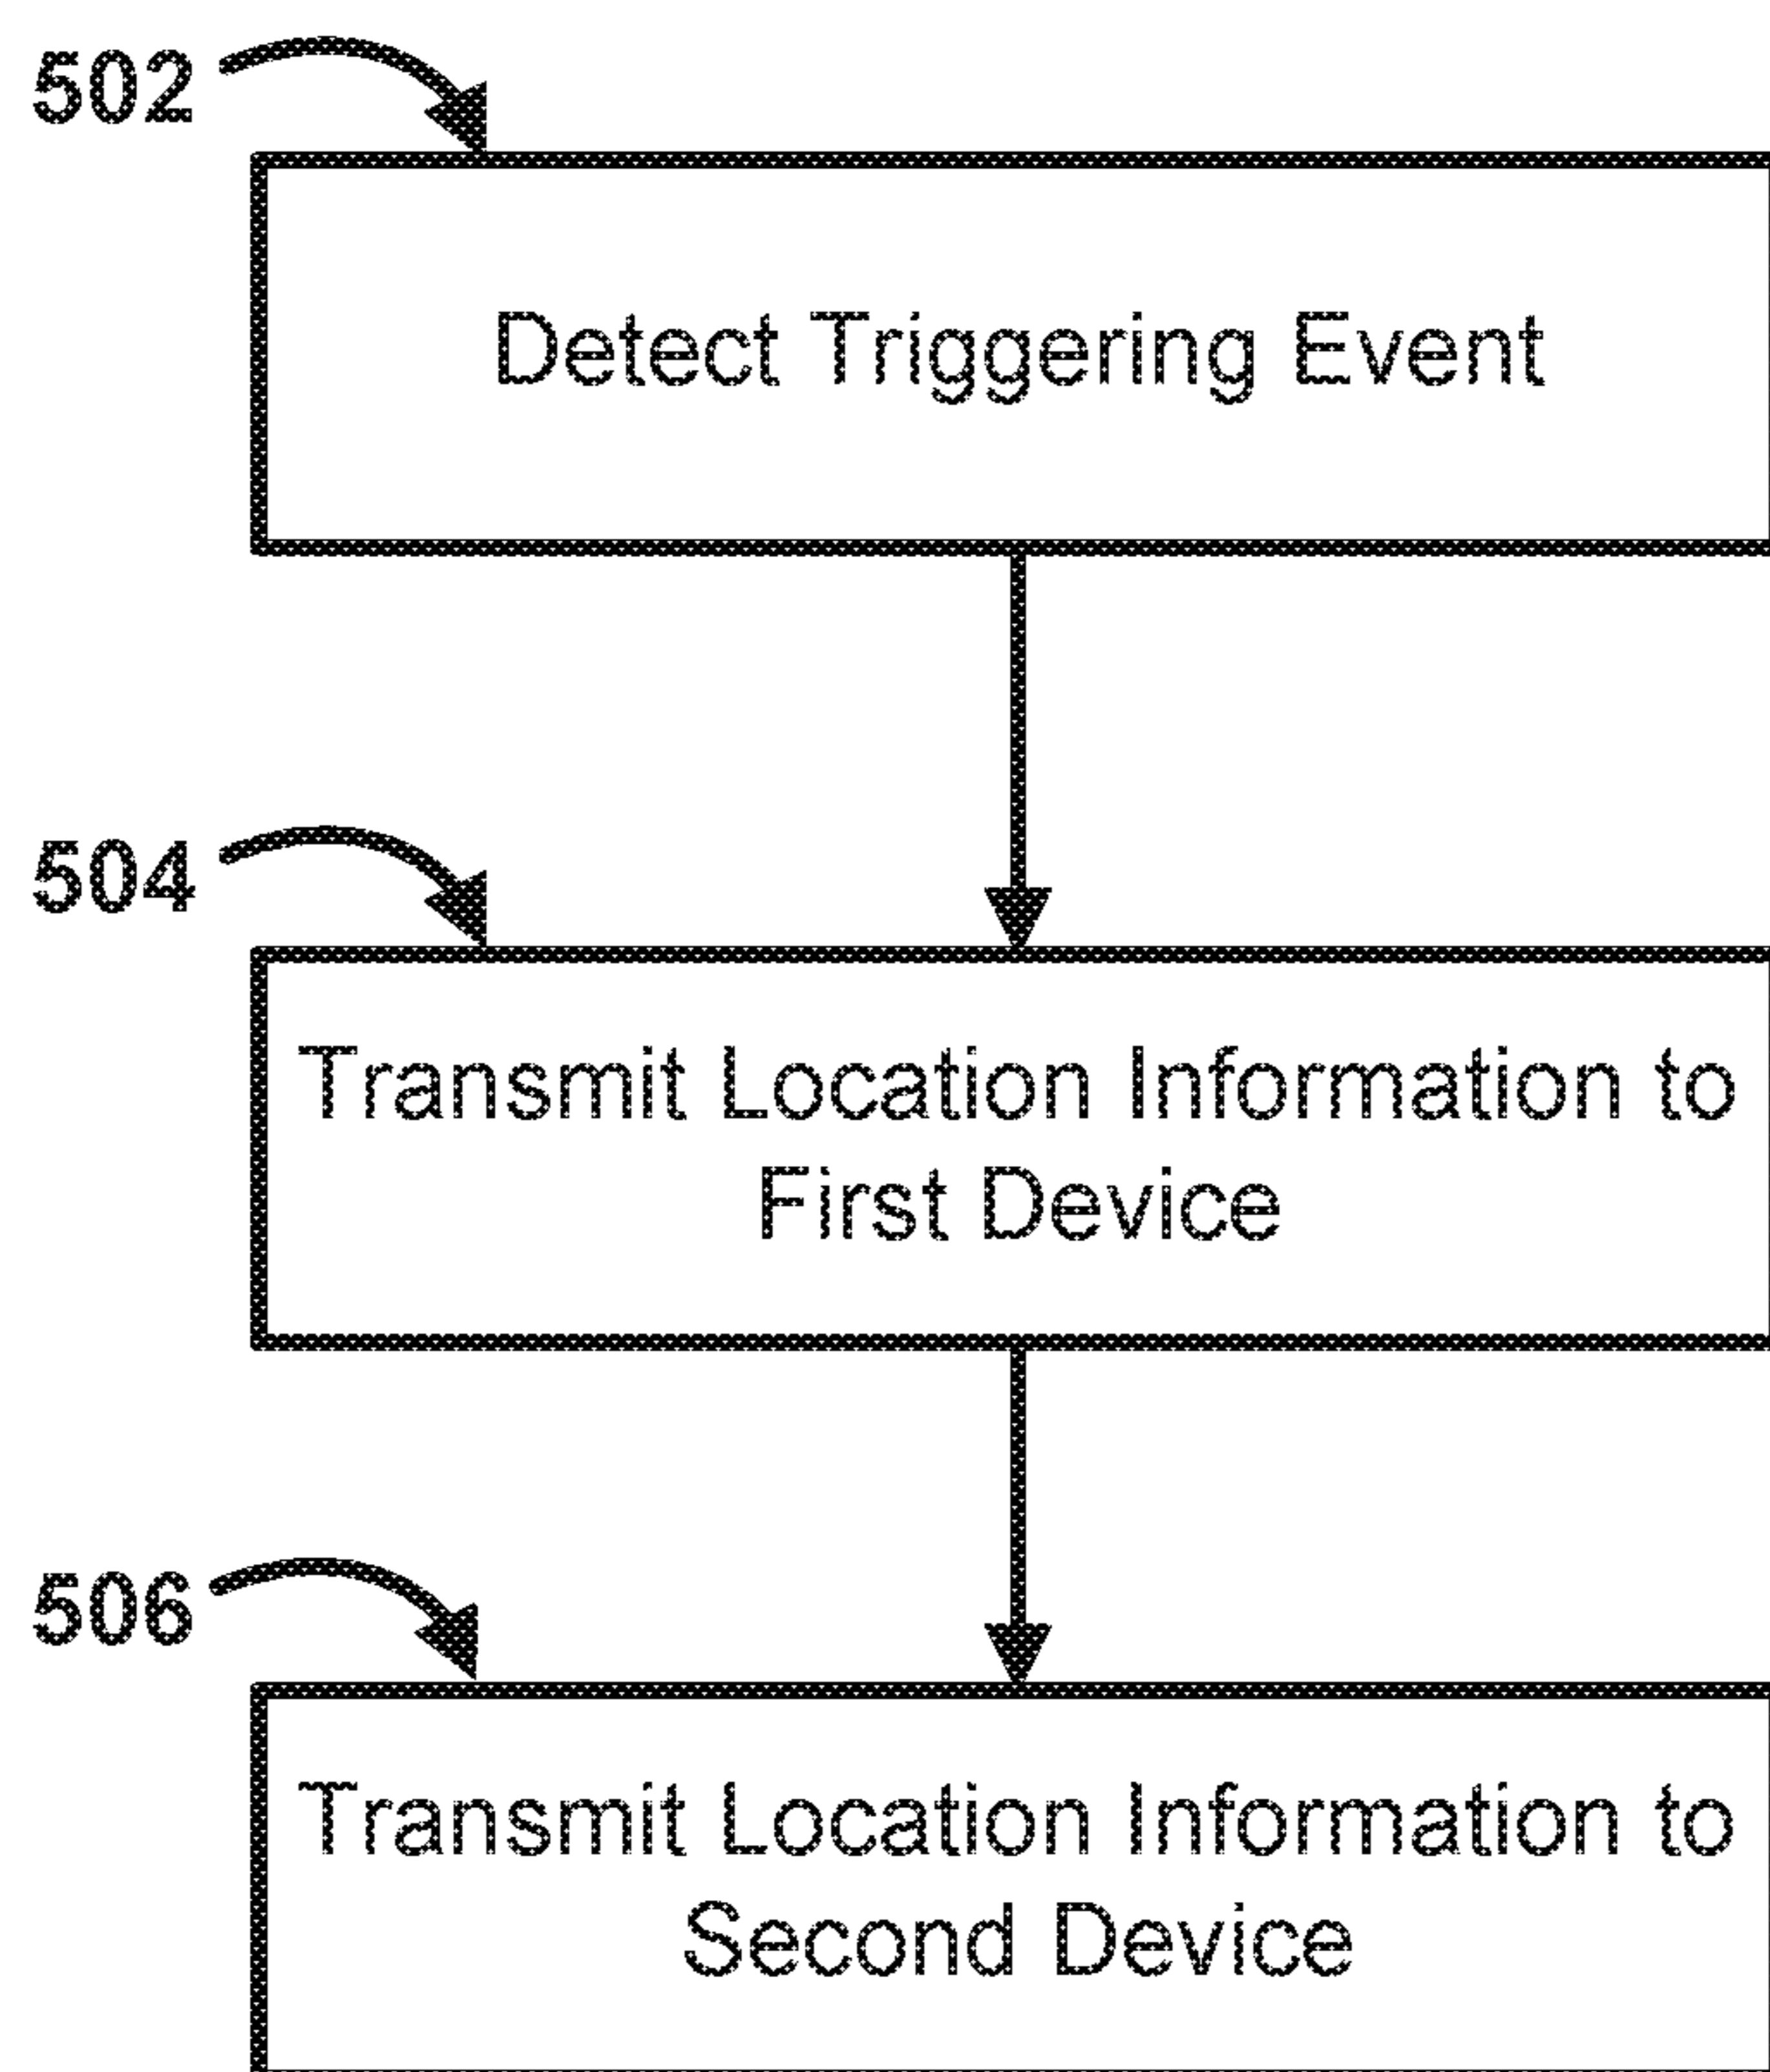 502
Detect Triggering Event
504
Transmit Location Information to
First Device
506
Transmit Location Information to
Second Device